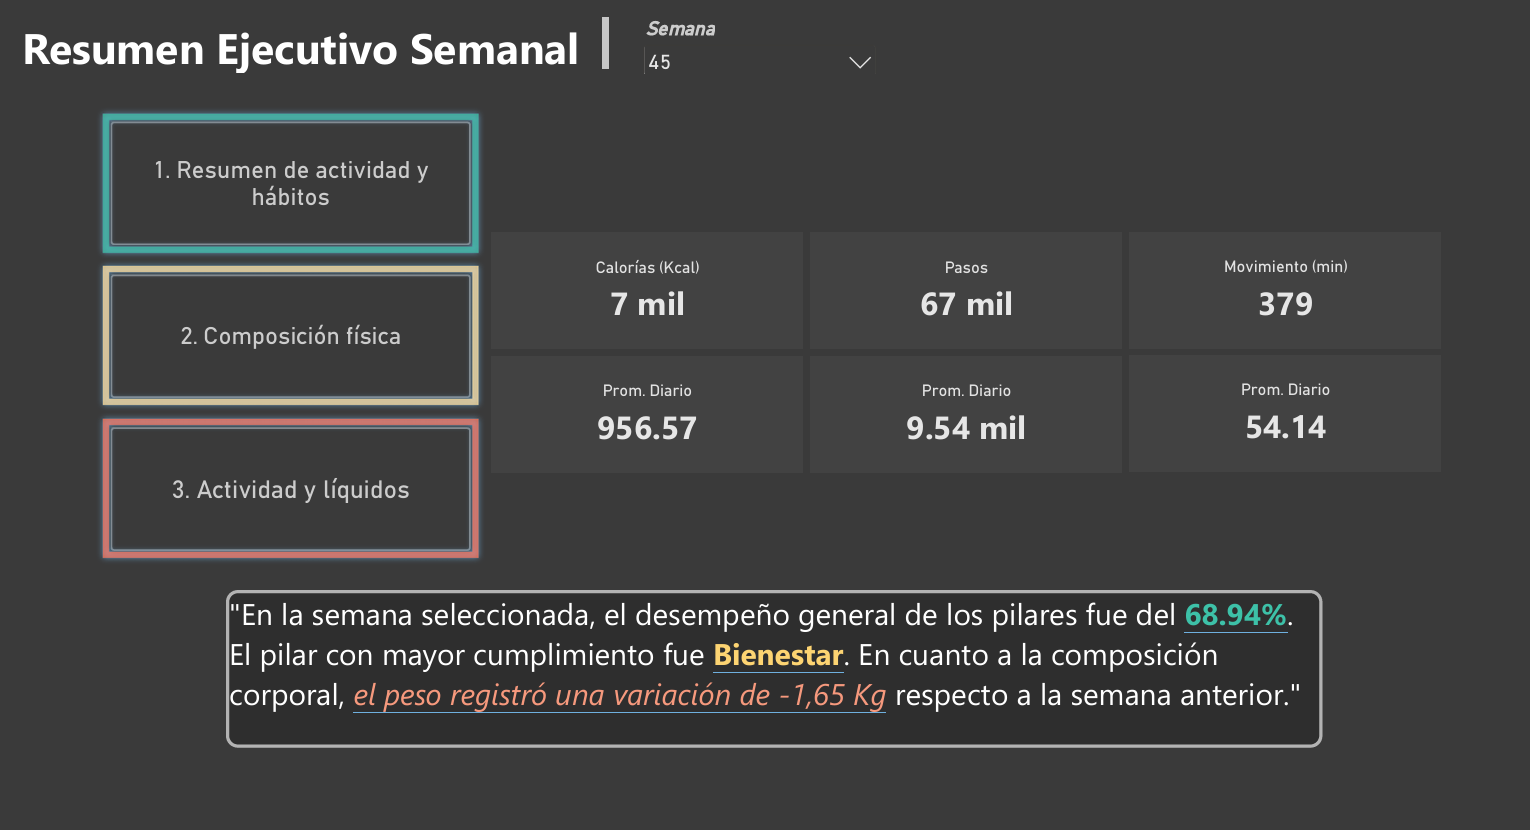 Resumen Ejecutivo Semanal
Semana
45
1. Resumen de actividad y
hábitos
2. Composición física
3. Actividad y líquidos
Calorías (Kcal)
7 mil
Pasos
67 mil
Movimiento (min)
379
Prom. Diario
956.57
Prom. Diario
9.54 mil
Prom. Diario
54.14
"En la semana seleccionada, el desempeño general de los pilares fue del 68.94%.
El pilar con mayor cumplimiento fue Bienestar. En cuanto a la composición
corporal, el peso registró una variación de -1,65 Kg respecto a la semana anterior."